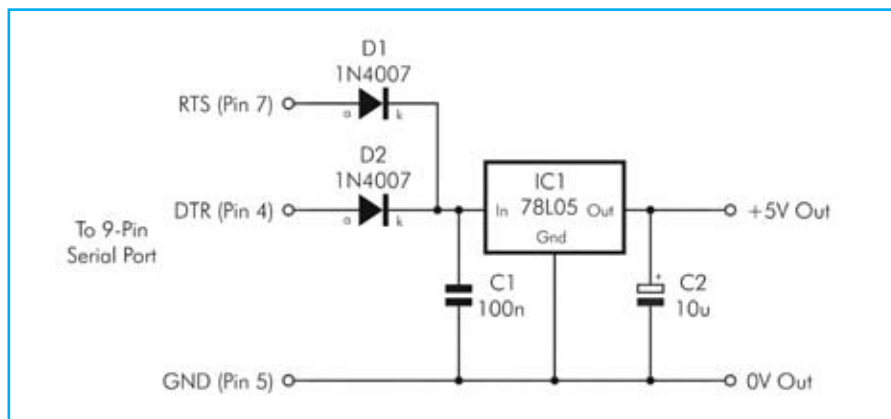 D1
1N4007
RTS (Pin 7)
a
k
D2
1N4007
DTR (Pin 4)
a
k
To 9-Pin
Serial Port
IC1
In 78L05 Out
Gnd
+5V Out
C1
100n
+
C2
10u
GND (Pin 5)
0V Out